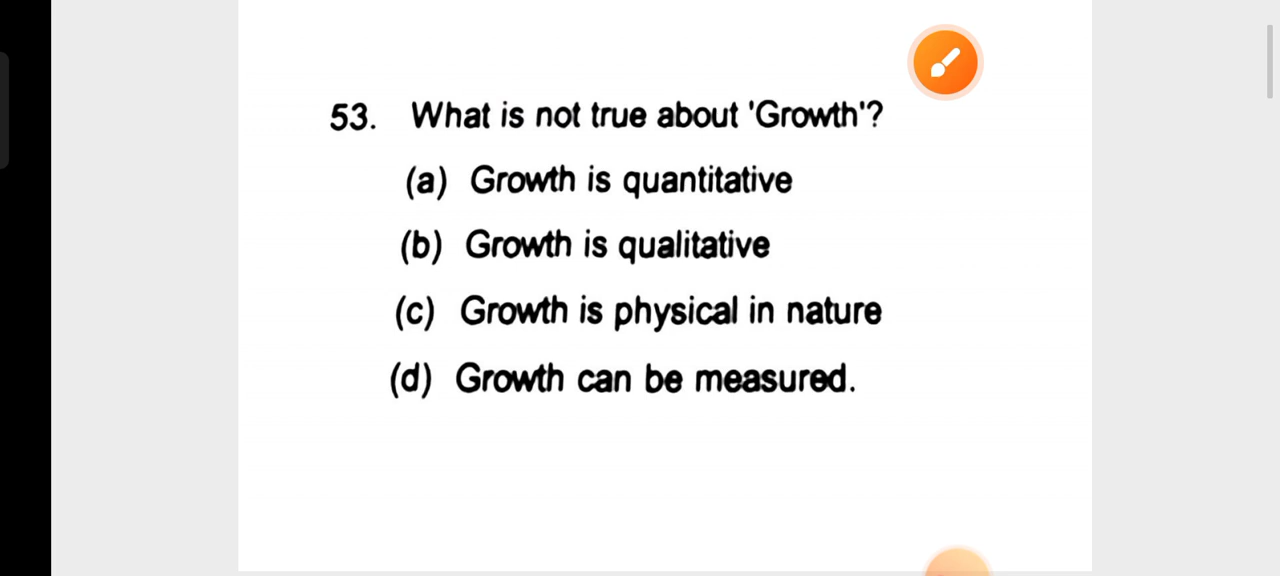 53. What is not true about 'Growth'?
(a) Growth is quantitative
(b) Growth is qualitative
(c) Growth is physical in nature
(d) Growth can be measured.